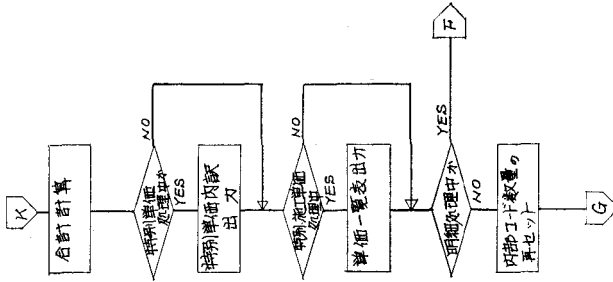 K
合計計算
特別単価
処理中か
NO
YES
特別単価内訳
出力
特別施工単価
処理中
NO
YES
単価一覧表出力
明細処理中か
YES
F
NO
内部コード数量の
再セット
G